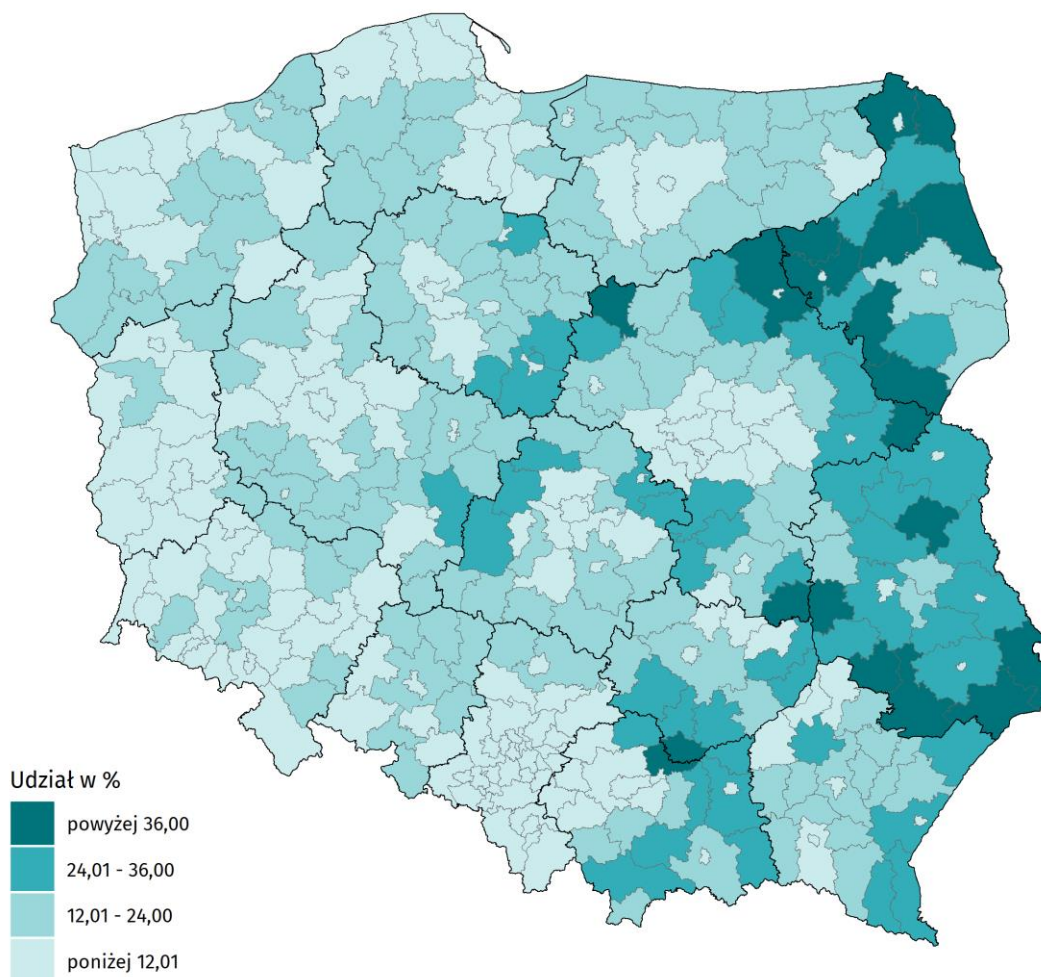 Udział w %
powyżej 36,00
24,01 - 36,00
12,01 - 24,00
poniżej 12,01